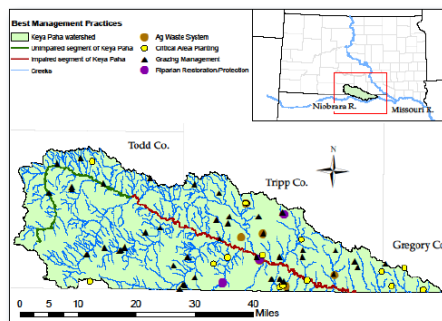 Best Management Practices
Keya Paha watershed
Unimpaired segment of Keya Paha
Impaired segment of Keya Paha
Creeks
Ag Waste System
Critical Area Planting
Grazing Management
Riparian Restoration/Protection
Niobrara R.
Missouri R.
Todd Co.
N
Tripp Co.
Gregory Co
0 5 10 20 30 40
Miles